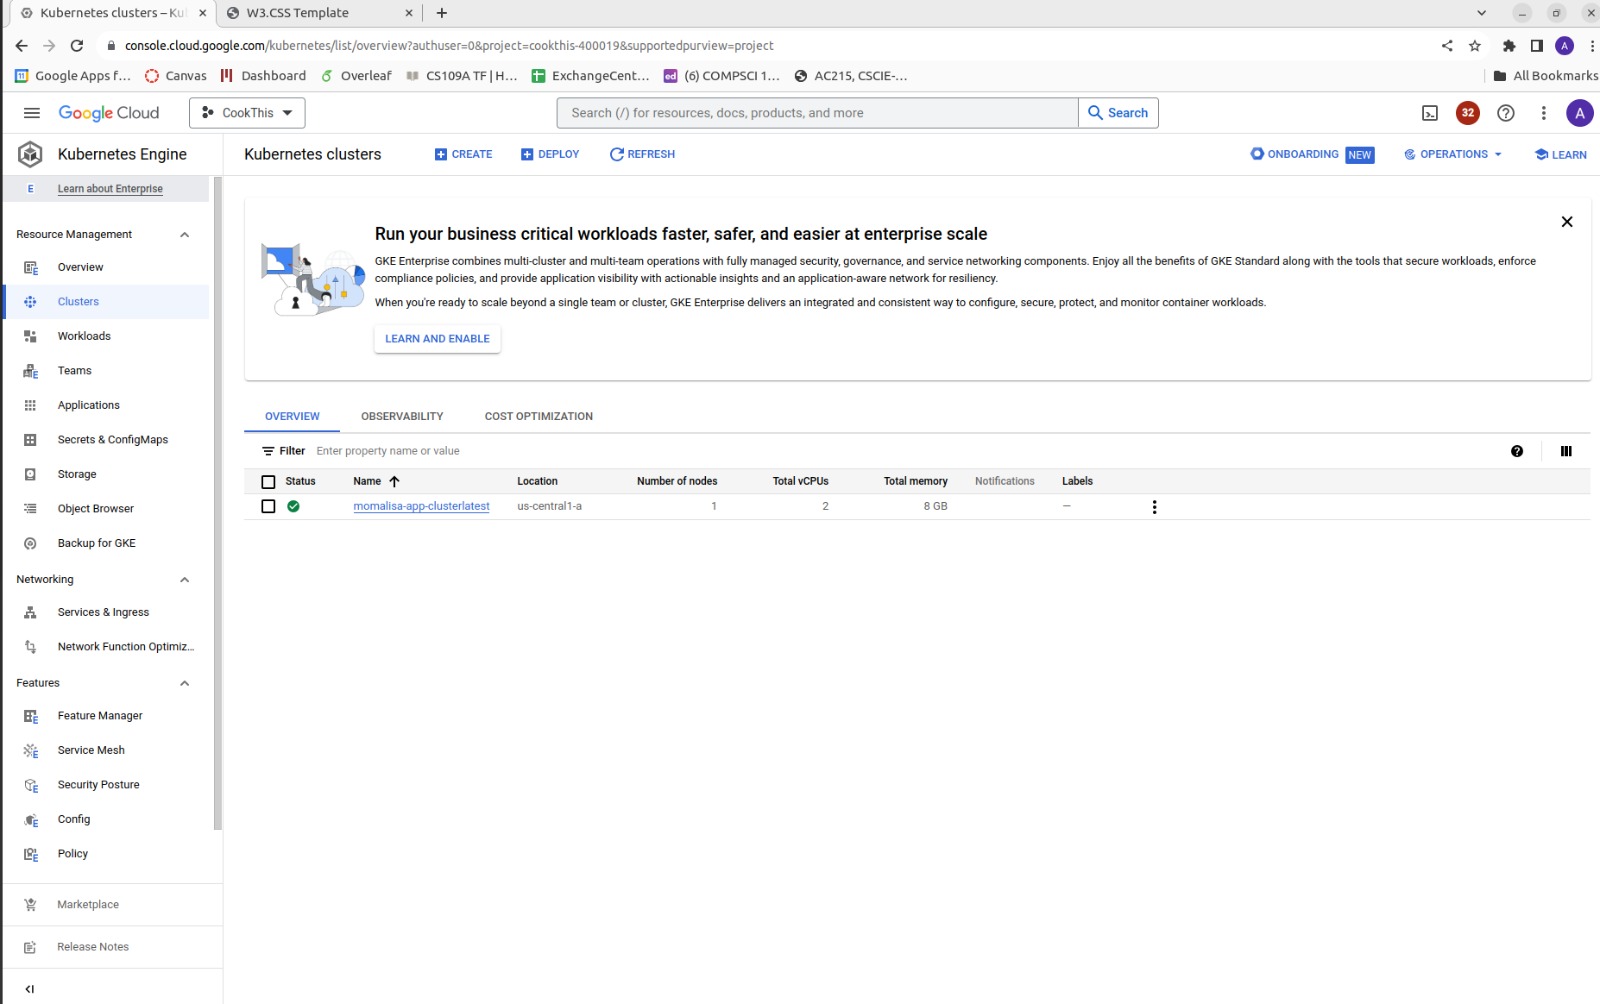 Kubernetes clusters – Ku
W3.CSS Template
console.cloud.google.com/kubernetes/list/overview?authuser=0&project=cookthis-400019&supportedpurview=project
A
Google Apps f...
Canvas
Dashboard
Overleaf
CS109A TF | H...
ExchangeCent...
ed (6) COMPSCI 1...
AC215, CSCIE-...
All Bookmarks
Google Cloud
CookThis
Search (/) for resources, docs, products, and more
Search
32
A
Kubernetes Engine
Kubernetes clusters
CREATE
DEPLOY
REFRESH
ONBOARDING NEW
OPERATIONS
LEARN
E Learn about Enterprise
Resource Management
Overview
Clusters
Workloads
Teams
Applications
Secrets & ConfigMaps
Storage
Object Browser
Backup for GKE
Networking
Services & Ingress
Network Function Optimiz...
Features
Feature Manager
Service Mesh
Security Posture
Config
Policy
Marketplace
Release Notes
Run your business critical workloads faster, safer, and easier at enterprise scale
GKE Enterprise combines multi-cluster and multi-team operations with fully managed security, governance, and service networking components. Enjoy all the benefits of GKE Standard along with the tools that secure workloads, enforce
compliance policies, and provide application visibility with actionable insights and an application-aware network for resiliency.
When you're ready to scale beyond a single team or cluster, GKE Enterprise delivers an integrated and consistent way to configure, secure, protect, and monitor container workloads.
LEARN AND ENABLE
OVERVIEW
OBSERVABILITY
COST OPTIMIZATION
Filter Enter property name or value
Status Name Location Number of nodes Total vCPUs Total memory Notifications Labels
momalisa-app-clusterlatest us-central1-a 1 2 8 GB –